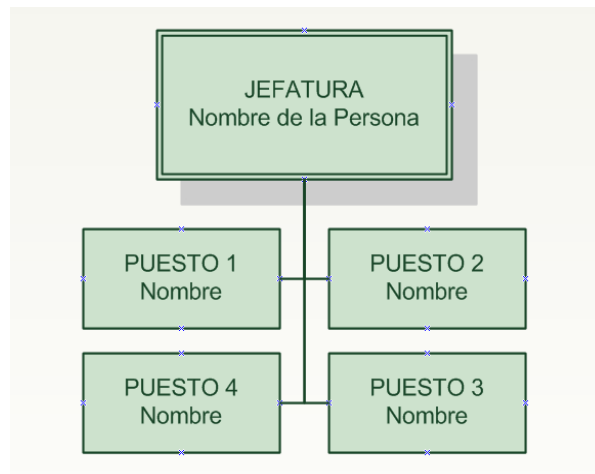 JEFATURA
Nombre de la Persona
PUESTO 1
Nombre
PUESTO 2
Nombre
PUESTO 4
Nombre
PUESTO 3
Nombre